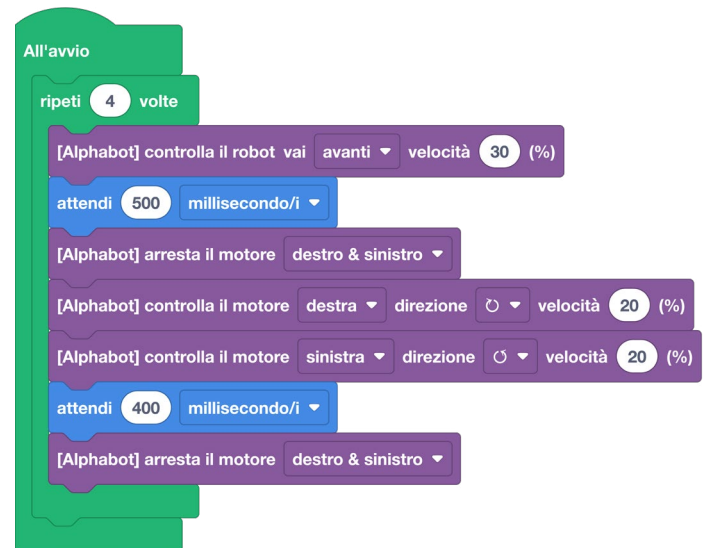 All'avvio
ripeti 4 volte
[Alphabot] controlla il robot vai avanti velocità 30 (%)
attendi 500 millisecondo/i
[Alphabot] arresta il motore destro & sinistro
[Alphabot] controlla il motore destra direzione ↻ velocità 20 (%)
[Alphabot] controlla il motore sinistra direzione ↺ velocità 20 (%)
attendi 400 millisecondo/i
[Alphabot] arresta il motore destro & sinistro